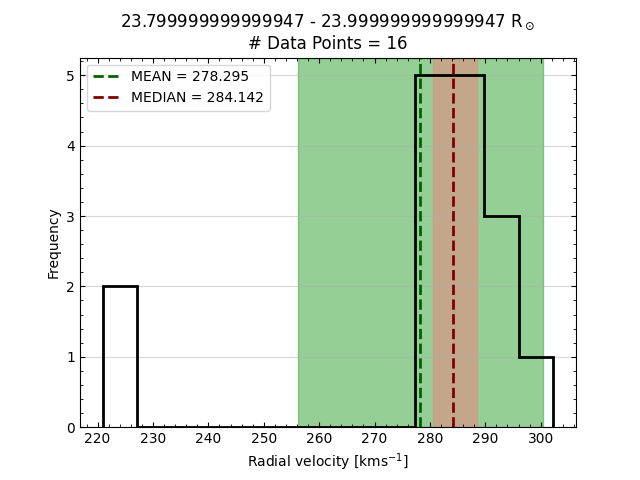 23.799999999999947 - 23.999999999999947 R⊙
# Data Points = 16
MEAN = 278.295
MEDIAN = 284.142
Frequency
5
4
3
2
1
0
220 230 240 250 260 270 280 290 300
Radial velocity [kms⁻¹]